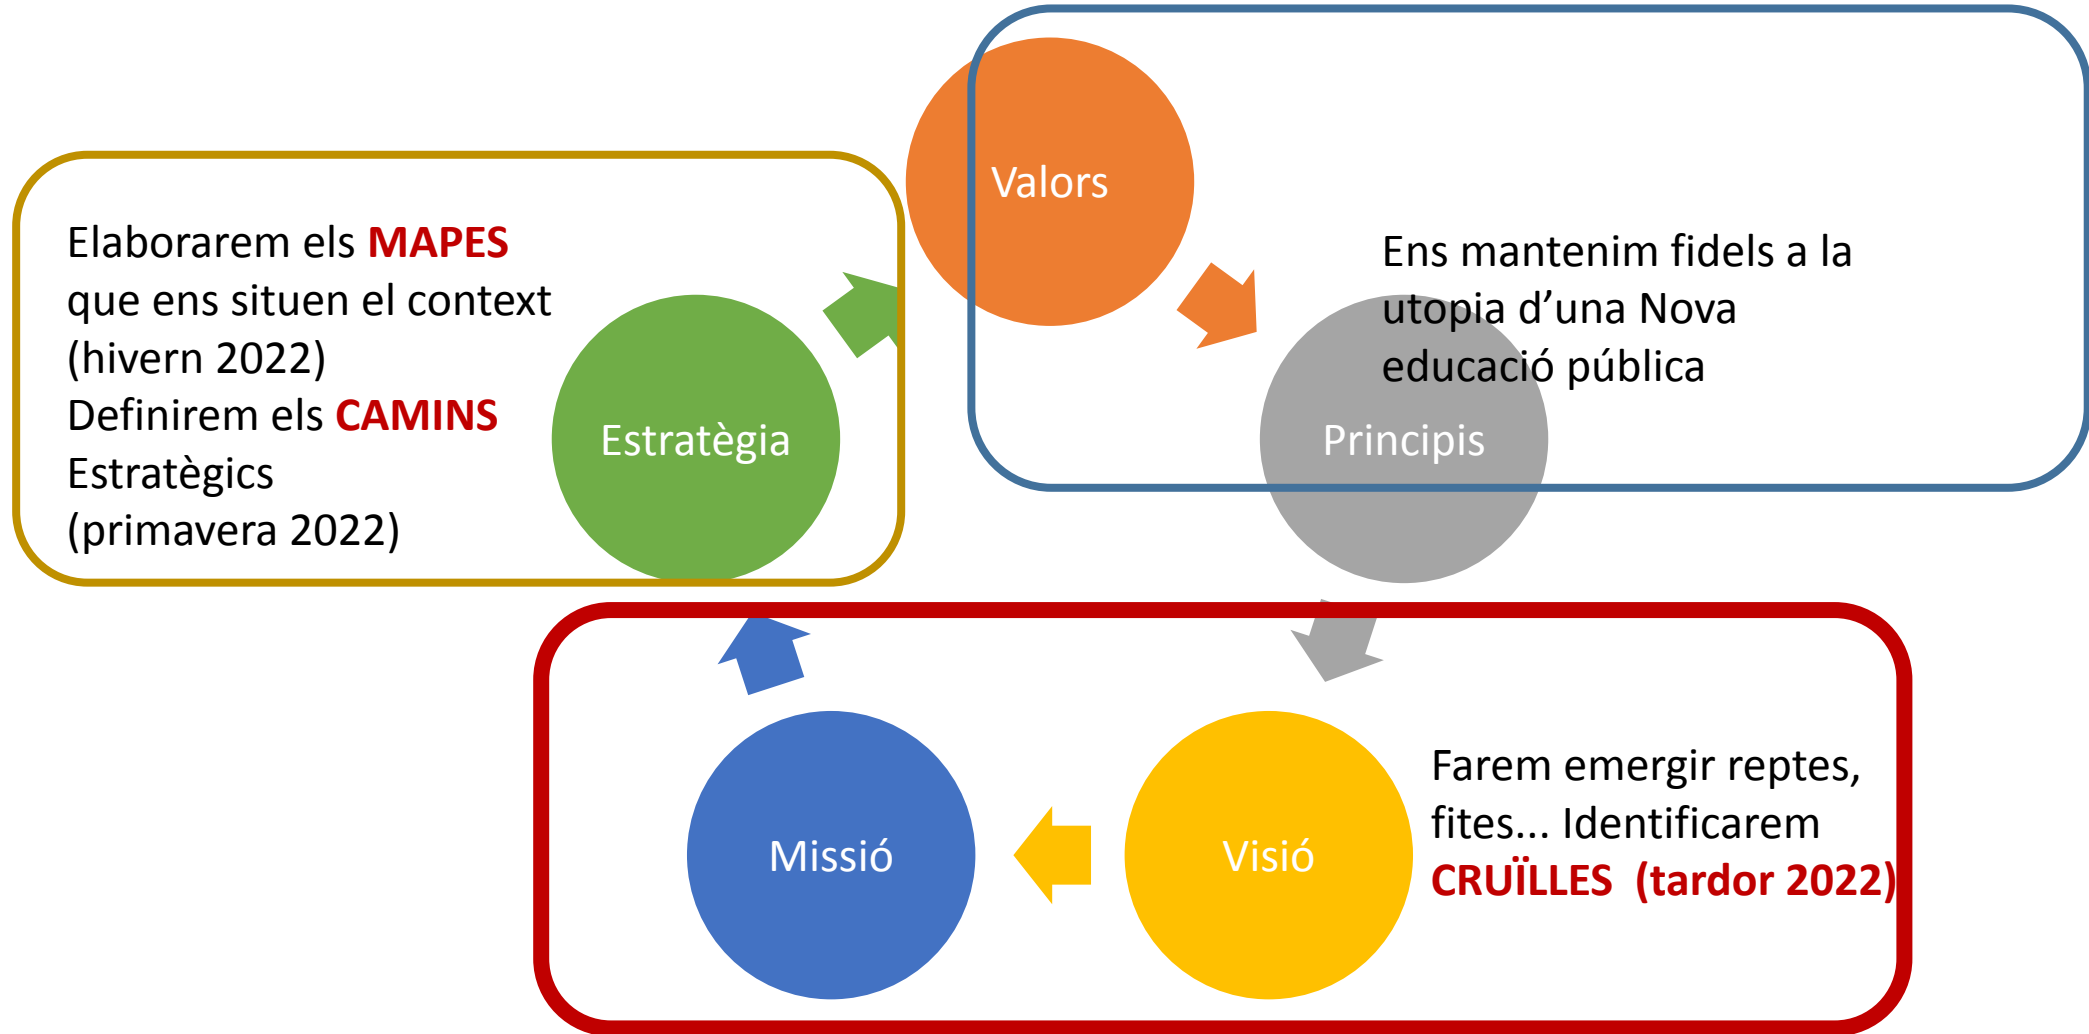 Valors
Elaborarem els MAPES
que ens situen el context
(hivern 2022)
Definirem els CAMINS
Estratègics
(primavera 2022)
Estratègia
Ens mantenim fidels a la
utopia d’una Nova
educació pública
Principis
Missió
Visió
Farem emergir reptes,
fites... Identificarem
CRUÏLLES (tardor 2022)